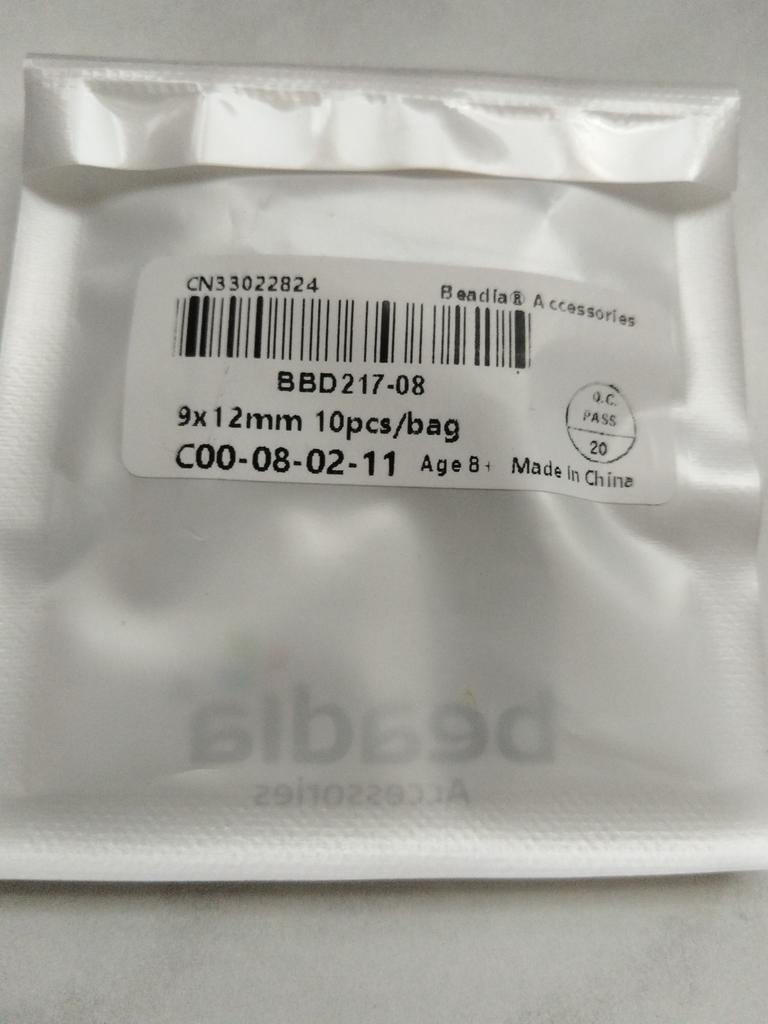 CN33022824
Beadia® Accessories
BBD217-08
9x12mm 10pcs/bag
Q.C.
PASS
20
C00-08-02-11 Age 8+ Made in China
beadia
Accessories